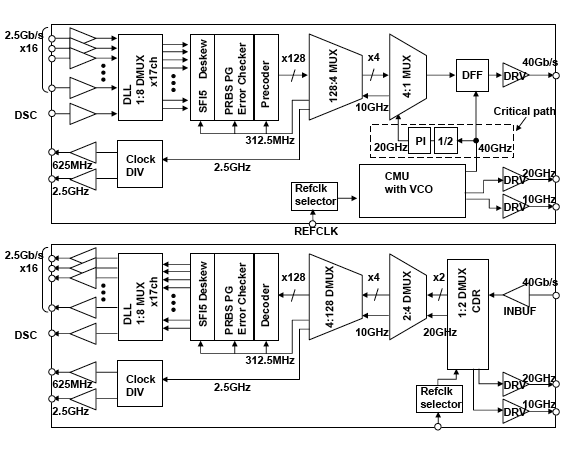 2.5Gb/s
x16
DSC
DLL
1:8 DMUX
x17ch
SFI5 Deskew
PRBS PG
Error Checker
Precoder
x128
128:4 MUX
x4
10GHz
4:1 MUX
DFF
DRV
40Gb/s
Critical path
20GHz
PI
1/2
40GHz
312.5MHz
2.5GHz
625MHz
2.5GHz
Clock
DIV
Refclk
selector
REFCLK
CMU
with VCO
DRV
20GHz
DRV
10GHz
2.5Gb/s
x16
DSC
DLL
1:8 MUX
x17ch
SFI5 Deskew
PRBS PG
Error Checker
Decoder
x128
4:128 DMUX
x4
10GHz
2:4 DMUX
x2
20GHz
1:2 DMUX
CDR
40Gb/s
INBUF
312.5MHz
2.5GHz
625MHz
2.5GHz
Clock
DIV
Refclk
selector
DRV
20GHz
DRV
10GHz